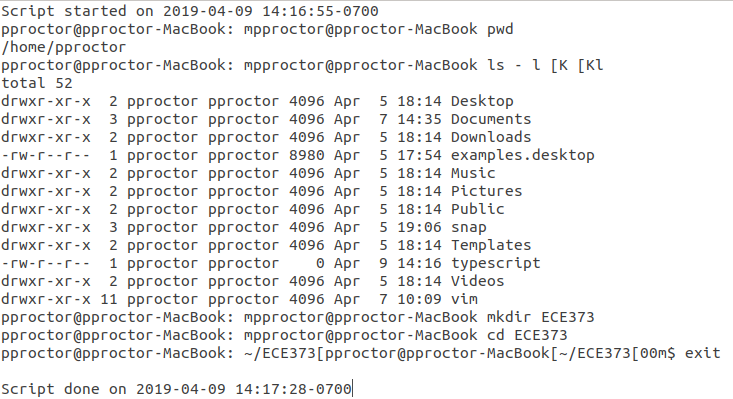 Script started on 2019-04-09 14:16:55-0700
pproctor@pproctor-MacBook: mpproctor@pproctor-MacBook pwd
/home/pproctor
pproctor@pproctor-MacBook: mpproctor@pproctor-MacBook ls - l [K [Kl
total 52
drwxr-xr-x  2 pproctor pproctor 4096 Apr  5 18:14 Desktop
drwxr-xr-x  3 pproctor pproctor 4096 Apr  7 14:35 Documents
drwxr-xr-x  2 pproctor pproctor 4096 Apr  5 18:14 Downloads
-rw-r--r--  1 pproctor pproctor 8980 Apr  5 17:54 examples.desktop
drwxr-xr-x  2 pproctor pproctor 4096 Apr  5 18:14 Music
drwxr-xr-x  2 pproctor pproctor 4096 Apr  5 18:14 Pictures
drwxr-xr-x  2 pproctor pproctor 4096 Apr  5 18:14 Public
drwxr-xr-x  3 pproctor pproctor 4096 Apr  5 19:06 snap
drwxr-xr-x  2 pproctor pproctor 4096 Apr  5 18:14 Templates
-rw-r--r--  1 pproctor pproctor    0 Apr  9 14:16 typescript
drwxr-xr-x  2 pproctor pproctor 4096 Apr  5 18:14 Videos
drwxr-xr-x 11 pproctor pproctor 4096 Apr  7 10:09 vim
pproctor@pproctor-MacBook: mpproctor@pproctor-MacBook mkdir ECE373
pproctor@pproctor-MacBook: mpproctor@pproctor-MacBook cd ECE373
pproctor@pproctor-MacBook: ~/ECE373[pproctor@pproctor-MacBook[~/ECE373[00m$ exit
Script done on 2019-04-09 14:17:28-0700